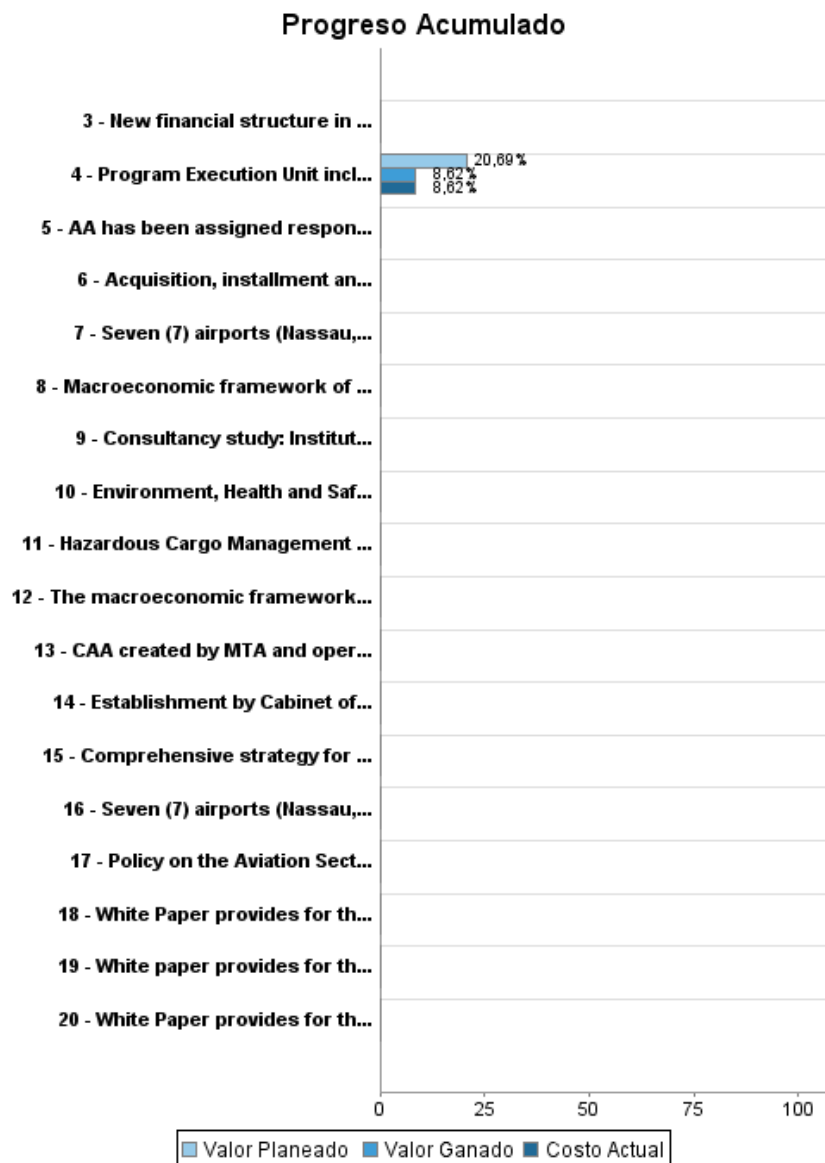 Progreso Acumulado
3 - New financial structure in ...
20,69%
4 - Program Execution Unit incl...
8,62%
8,62%
5 - AA has been assigned respon...
6 - Acquisition, installment an...
7 - Seven (7) airports (Nassau,...
8 - Macroeconomic framework of ...
9 - Consultancy study: Institut...
10 - Environment, Health and Saf...
11 - Hazardous Cargo Management ...
12 - The macroeconomic framework...
13 - CAA created by MTA and oper...
14 - Establishment by Cabinet of...
15 - Comprehensive strategy for ...
16 - Seven (7) airports (Nassau,...
17 - Policy on the Aviation Sect...
18 - White Paper provides for th...
19 - White paper provides for th...
20 - White Paper provides for th...
0 25 50 75 100
Valor Planeado Valor Ganado Costo Actual